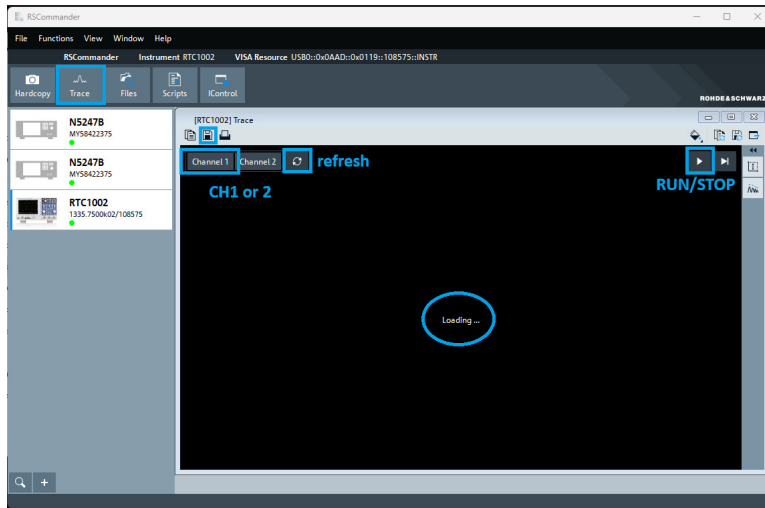 RSCommander
File Functions View Window Help
RSCommander Instrument RTC1002 VISA Resource USB0::0x0AAD::0x0119::108575::INSTR
Hardcopy Trace Files Scripts IControl
ROHDE&SCHWARZ
N5247B
MY58422375
N5247B
MY58422375
RTC1002
1335.7500k02/108575
[RTC1002] Trace
Channel 1 Channel 2 refresh
CH1 or 2
RUN/STOP
Loading ...